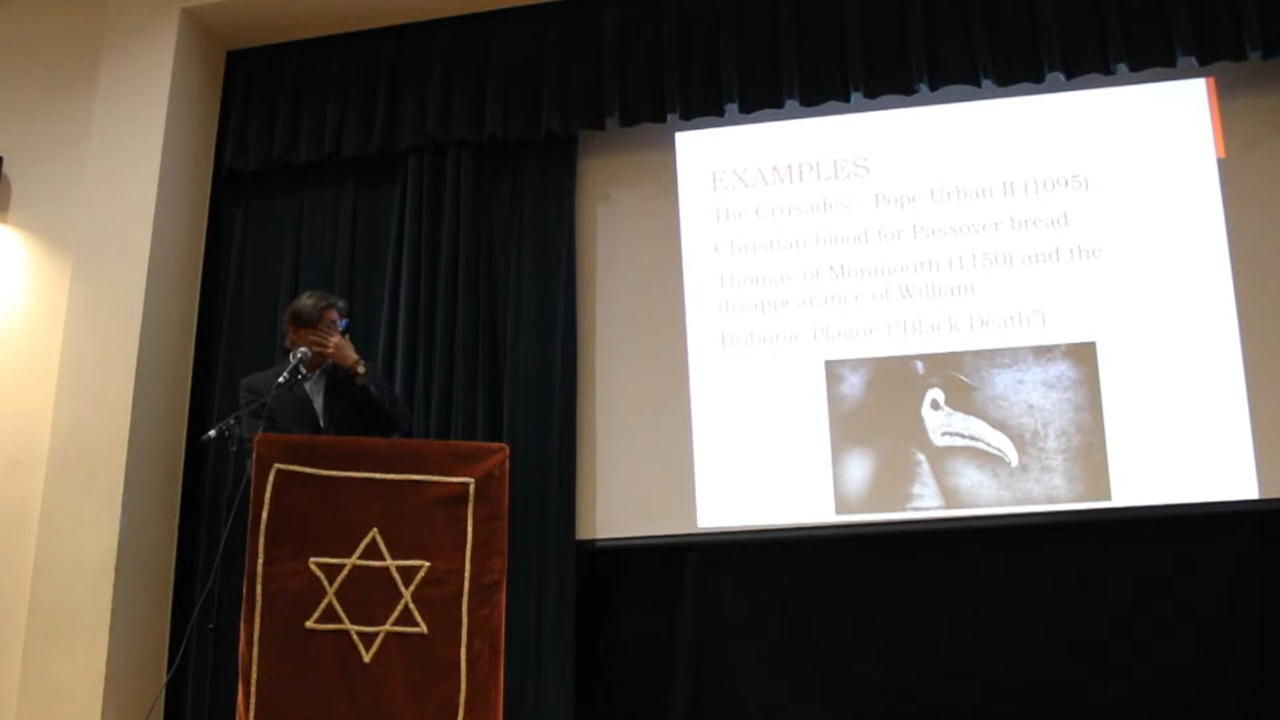 EXAMPLES
The Crusades – Pope Urban II (1095)
Christian blood for Passover bread
Thomas of Monmouth (1150) and the
disappearance of William
Bubonic Plague ("Black Death")